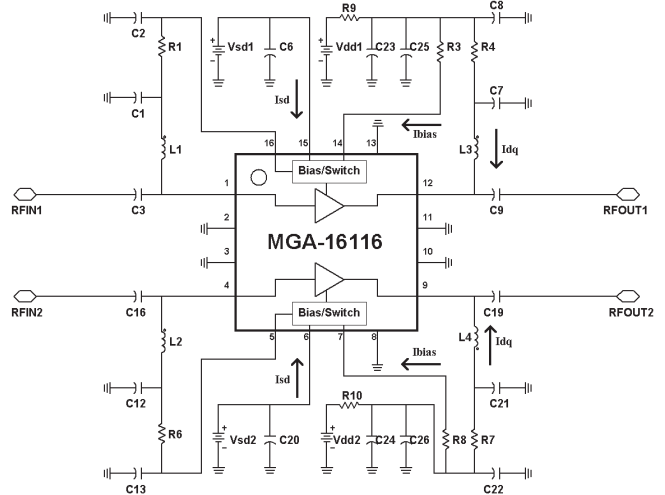 C2
R1
Vsd1
C6
R9
Vdd1
C23
C25
R3
R4
C8
C1
Isd
Ibias
C7
L1
16
15
14
13
L3
Idq
Bias/Switch
RFIN1
C3
1
12
C9
RFOUT1
2
11
MGA-16116
3
10
RFIN2
C16
4
9
C19
RFOUT2
Bias/Switch
L2
5
6
7
8
L4
Idq
Ibias
Isd
C12
C21
R10
R6
Vsd2
C20
Vdd2
C24
C26
R8
R7
C13
C22